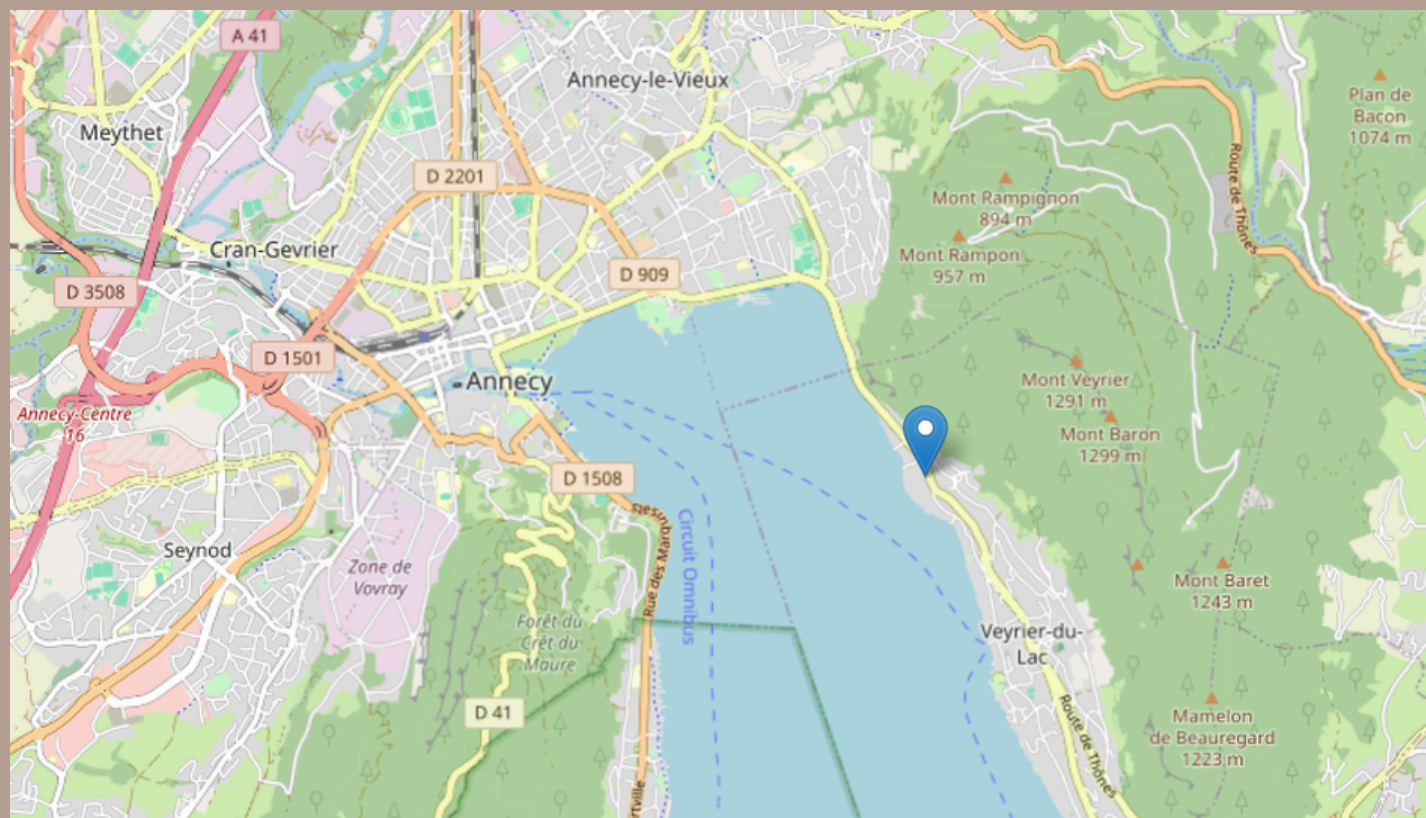 A 41
Annecy-le-Vieux
Plan de
Bacon
1074 m
Meythet
D 2201
Route de Thônes
Mont Rampignon
894 m
Cran-Gevrier
Mont Rampon
957 m
D 909
D 3508
D 1501
Annecy
Mont Veyrier
1291 m
Annecy-Centre
16
Mont Baron
1299 m
D 1508
Seynod
Zone de
Vovray
Circuit Omnibus
Rue des Marquisats
Mont Baret
1243 m
Forêt du
Crêt du
Maure
Veyrier-du-
Lac
D 41
Route de Thônes
Mamelon
de Beauregard
1223 m
rtville